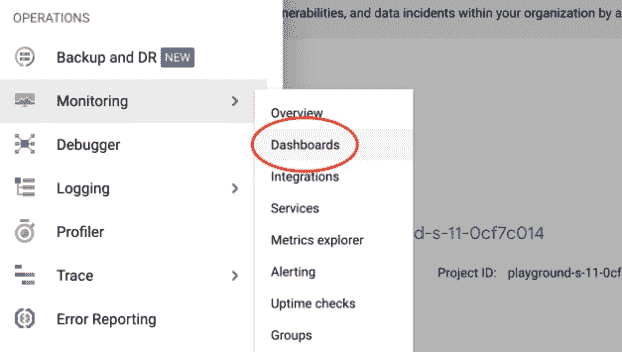 OPERATIONS
Backup and DR NEW
Monitoring
Debugger
Logging
Profiler
Trace
Error Reporting
Overview
Dashboards
Integrations
Services
Metrics explorer
Alerting
Uptime checks
Groups
nerabilities, and data incidents within your organization by a
d-s-11-0cf7c014
Project ID: playground-s-11-0cf